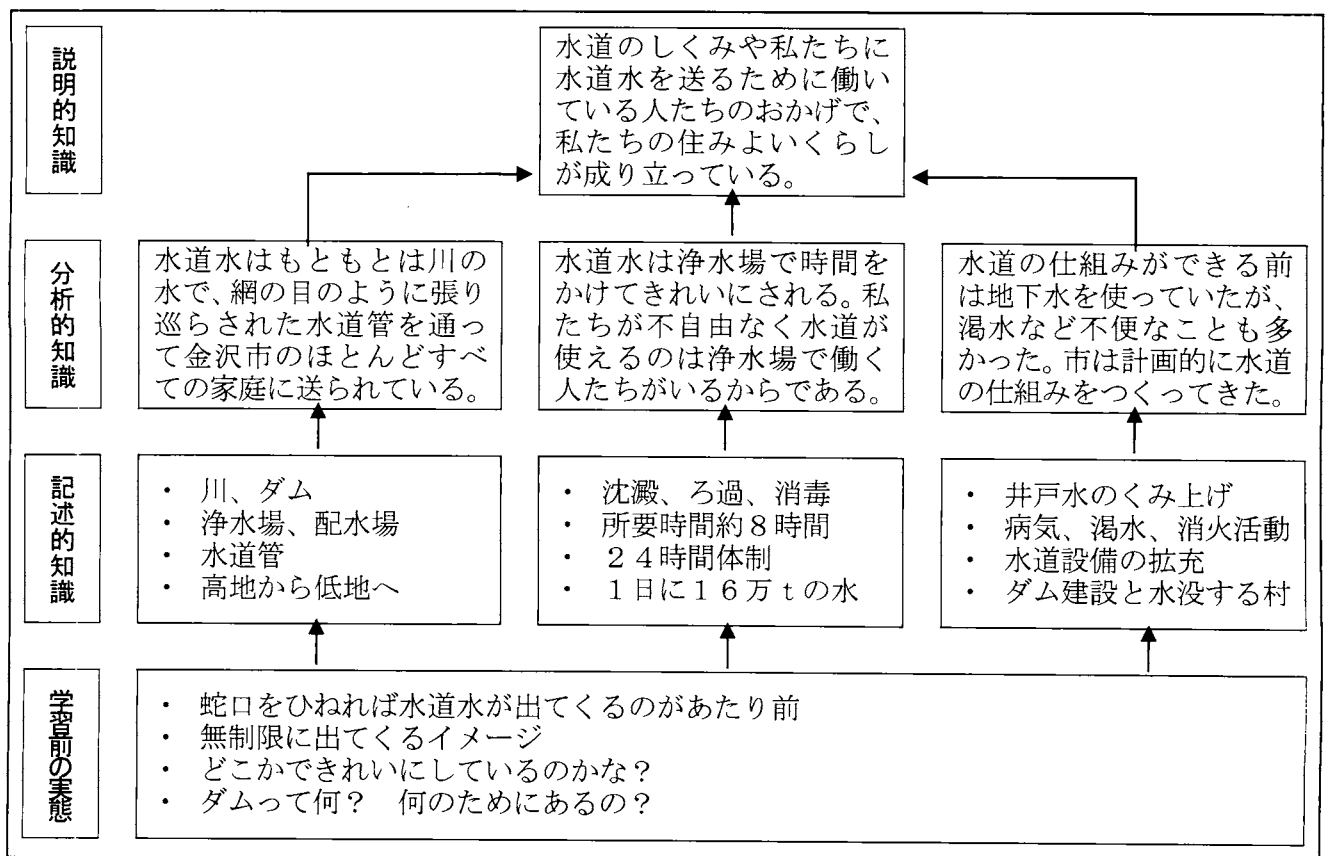 説明的知識
水道のしくみや私たちに
水道水を送るために働い
ている人たちのおかげで、
私たちの住みよいくらし
が成り立っている。
分析的知識
水道水はもともとは川の
水で、網の目のように張り
巡らされた水道管を通っ
て金沢市のほとんどすべ
ての家庭に送られている。
水道水は浄水場で時間を
かけてきれいにされる。私
たちが不自由なく水道が
使えるのは浄水場で働く
人たちがいるからである。
水道の仕組みができる前
は地下水を使っていたが、
渇水など不便なことも多
かった。市は計画的に水道
の仕組みをつくってきた。
記述的知識
・ 川、ダム
・ 浄水場、配水場
・ 水道管
・ 高地から低地へ
・ 沈澱、ろ過、消毒
・ 所要時間約8時間
・ 24時間体制
・ 1日に16万tの水
・ 井戸水のくみ上げ
・ 病気、渇水、消火活動
・ 水道設備の拡充
・ ダム建設と水没する村
学習前の実態
・ 蛇口をひねれば水道水が出てくるのがあたり前
・ 無制限に出てくるイメージ
・ どこかできれいにしているのかな?
・ ダムって何? 何のためにあるの?